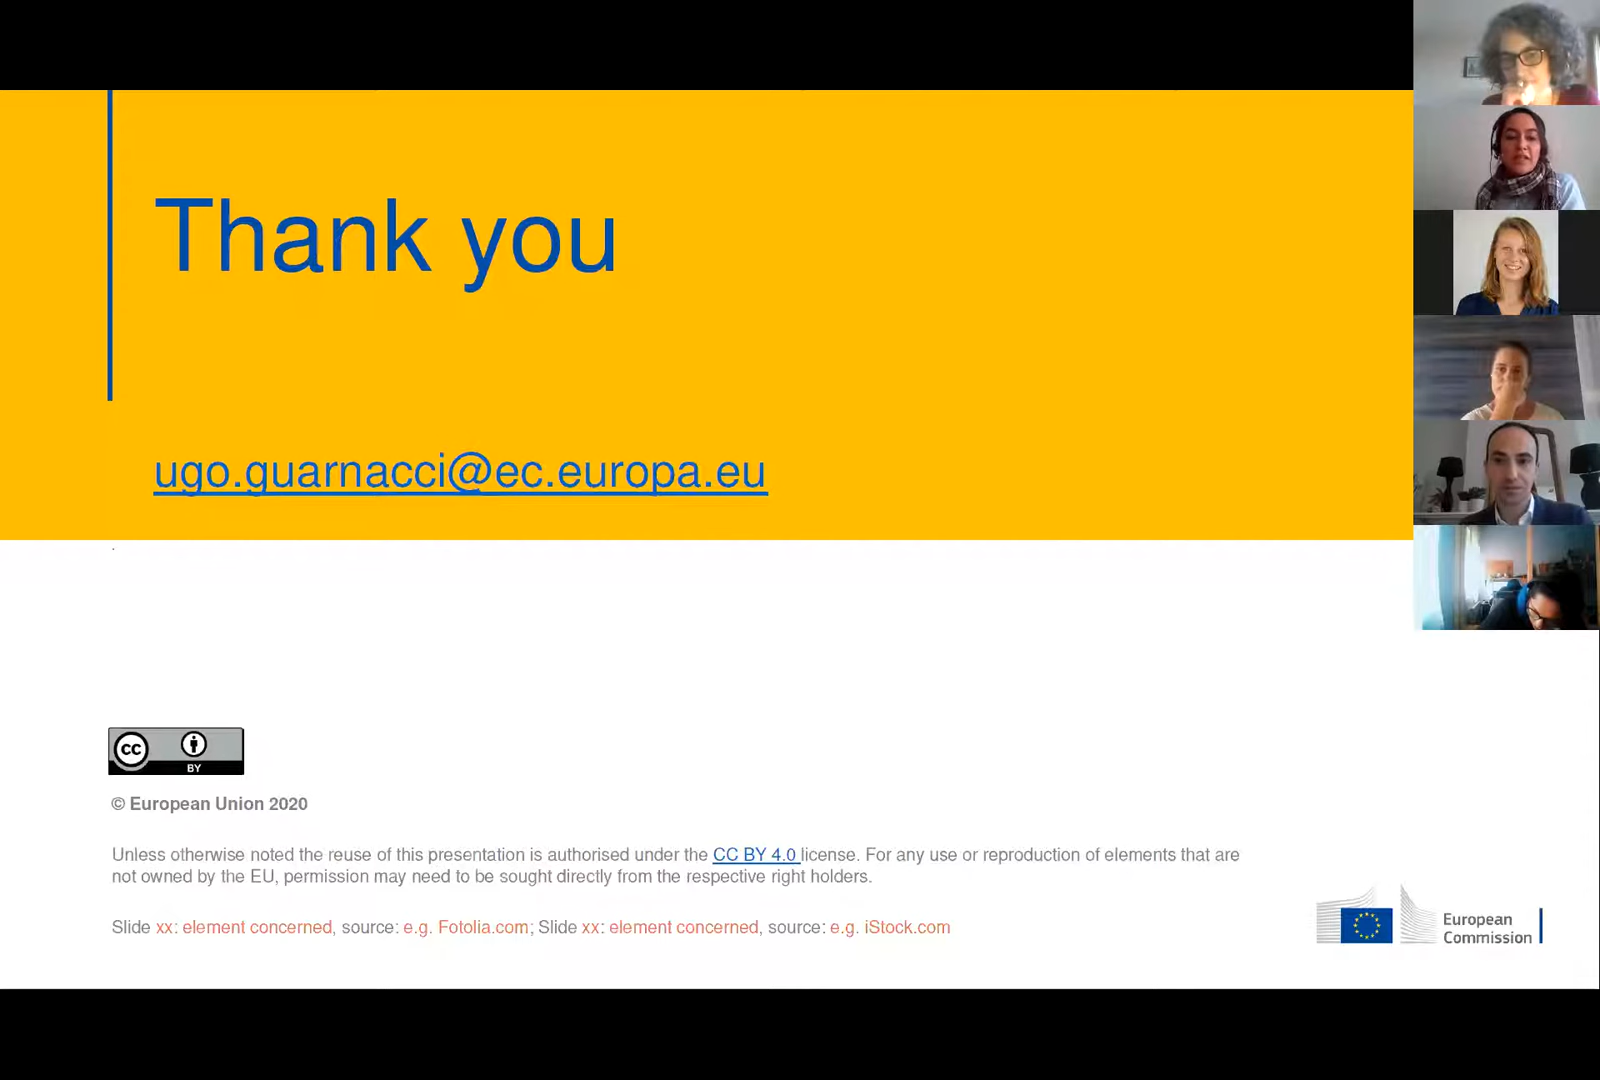 Thank you
ugo.guarnacci@ec.europa.eu
.
cc
BY
© European Union 2020
Unless otherwise noted the reuse of this presentation is authorised under the CC BY 4.0 license. For any use or reproduction of elements that are
not owned by the EU, permission may need to be sought directly from the respective right holders.
Slide xx: element concerned, source: e.g. Fotolia.com; Slide xx: element concerned, source: e.g. iStock.com
European
Commission